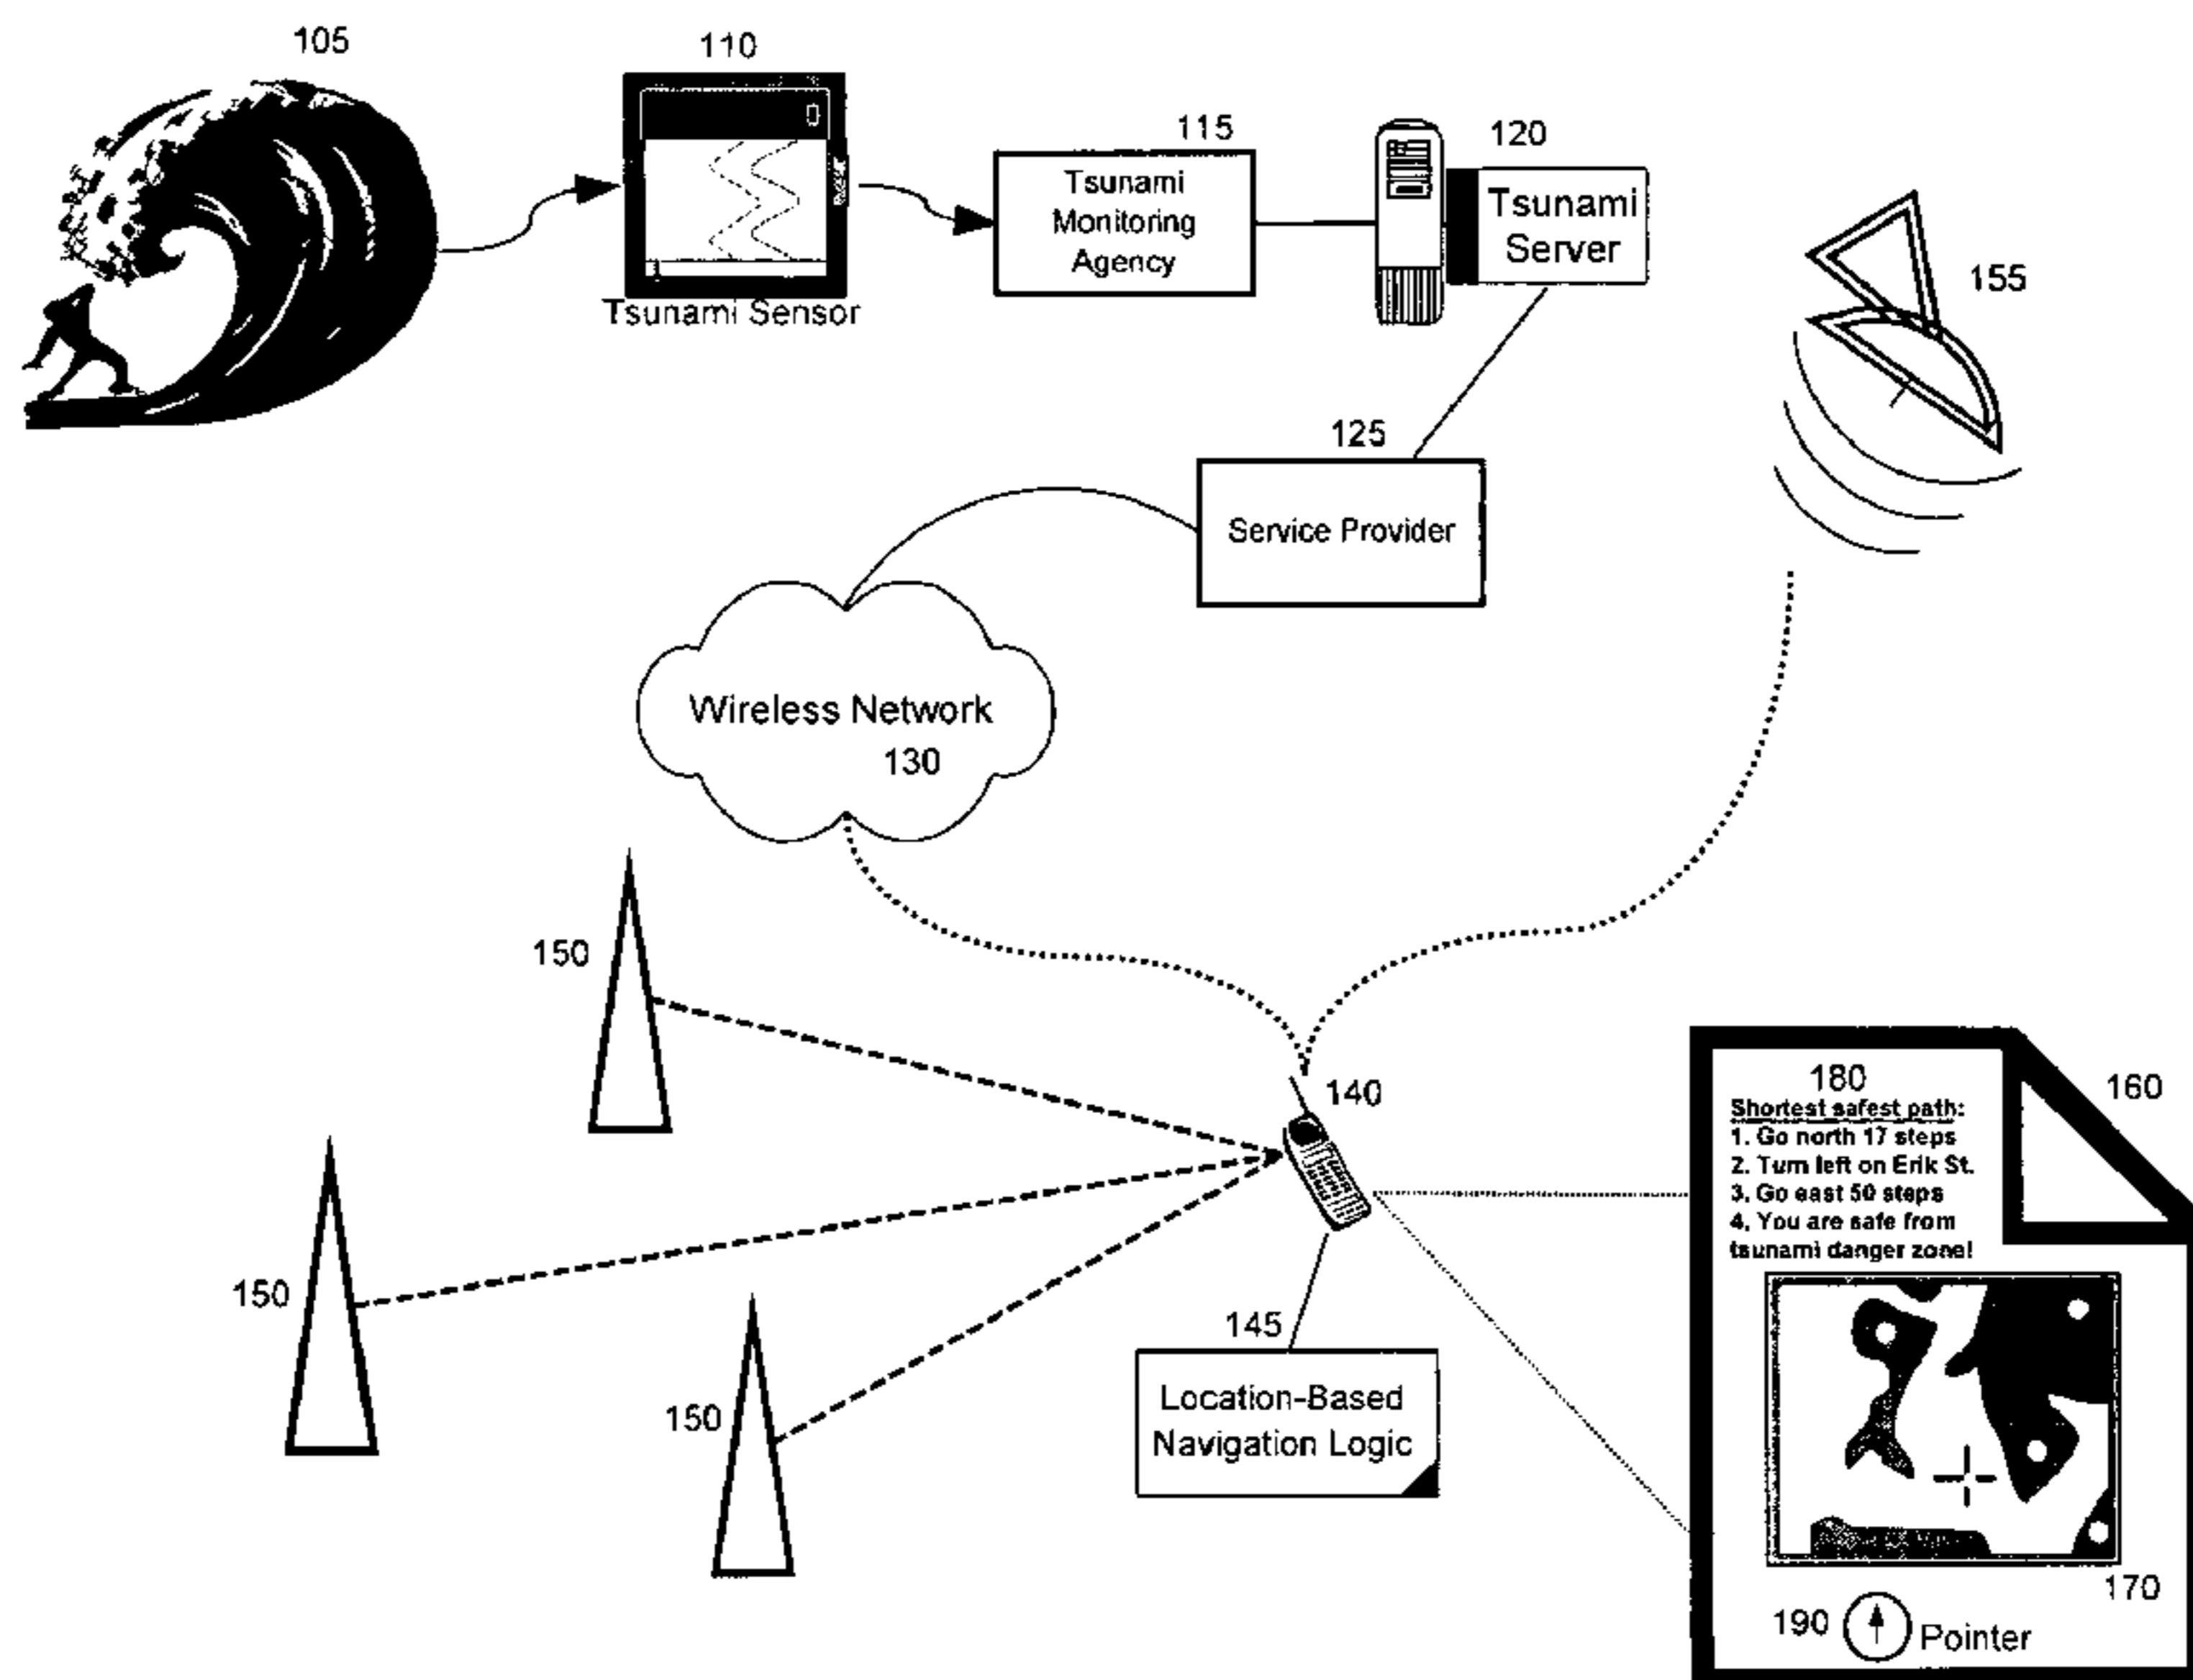 105
110
Tsunami Sensor
115
Tsunami
Monitoring
Agency
120
Tsunami
Server
155
125
Service Provider
Wireless Network
130
150
150
150
140
145
Location-Based
Navigation Logic
160
180
Shortest safest path:
1. Go north 17 steps
2. Turn left on Erik St.
3. Go east 50 steps
4. You are safe from
tsunami danger zone!
170
190
Pointer